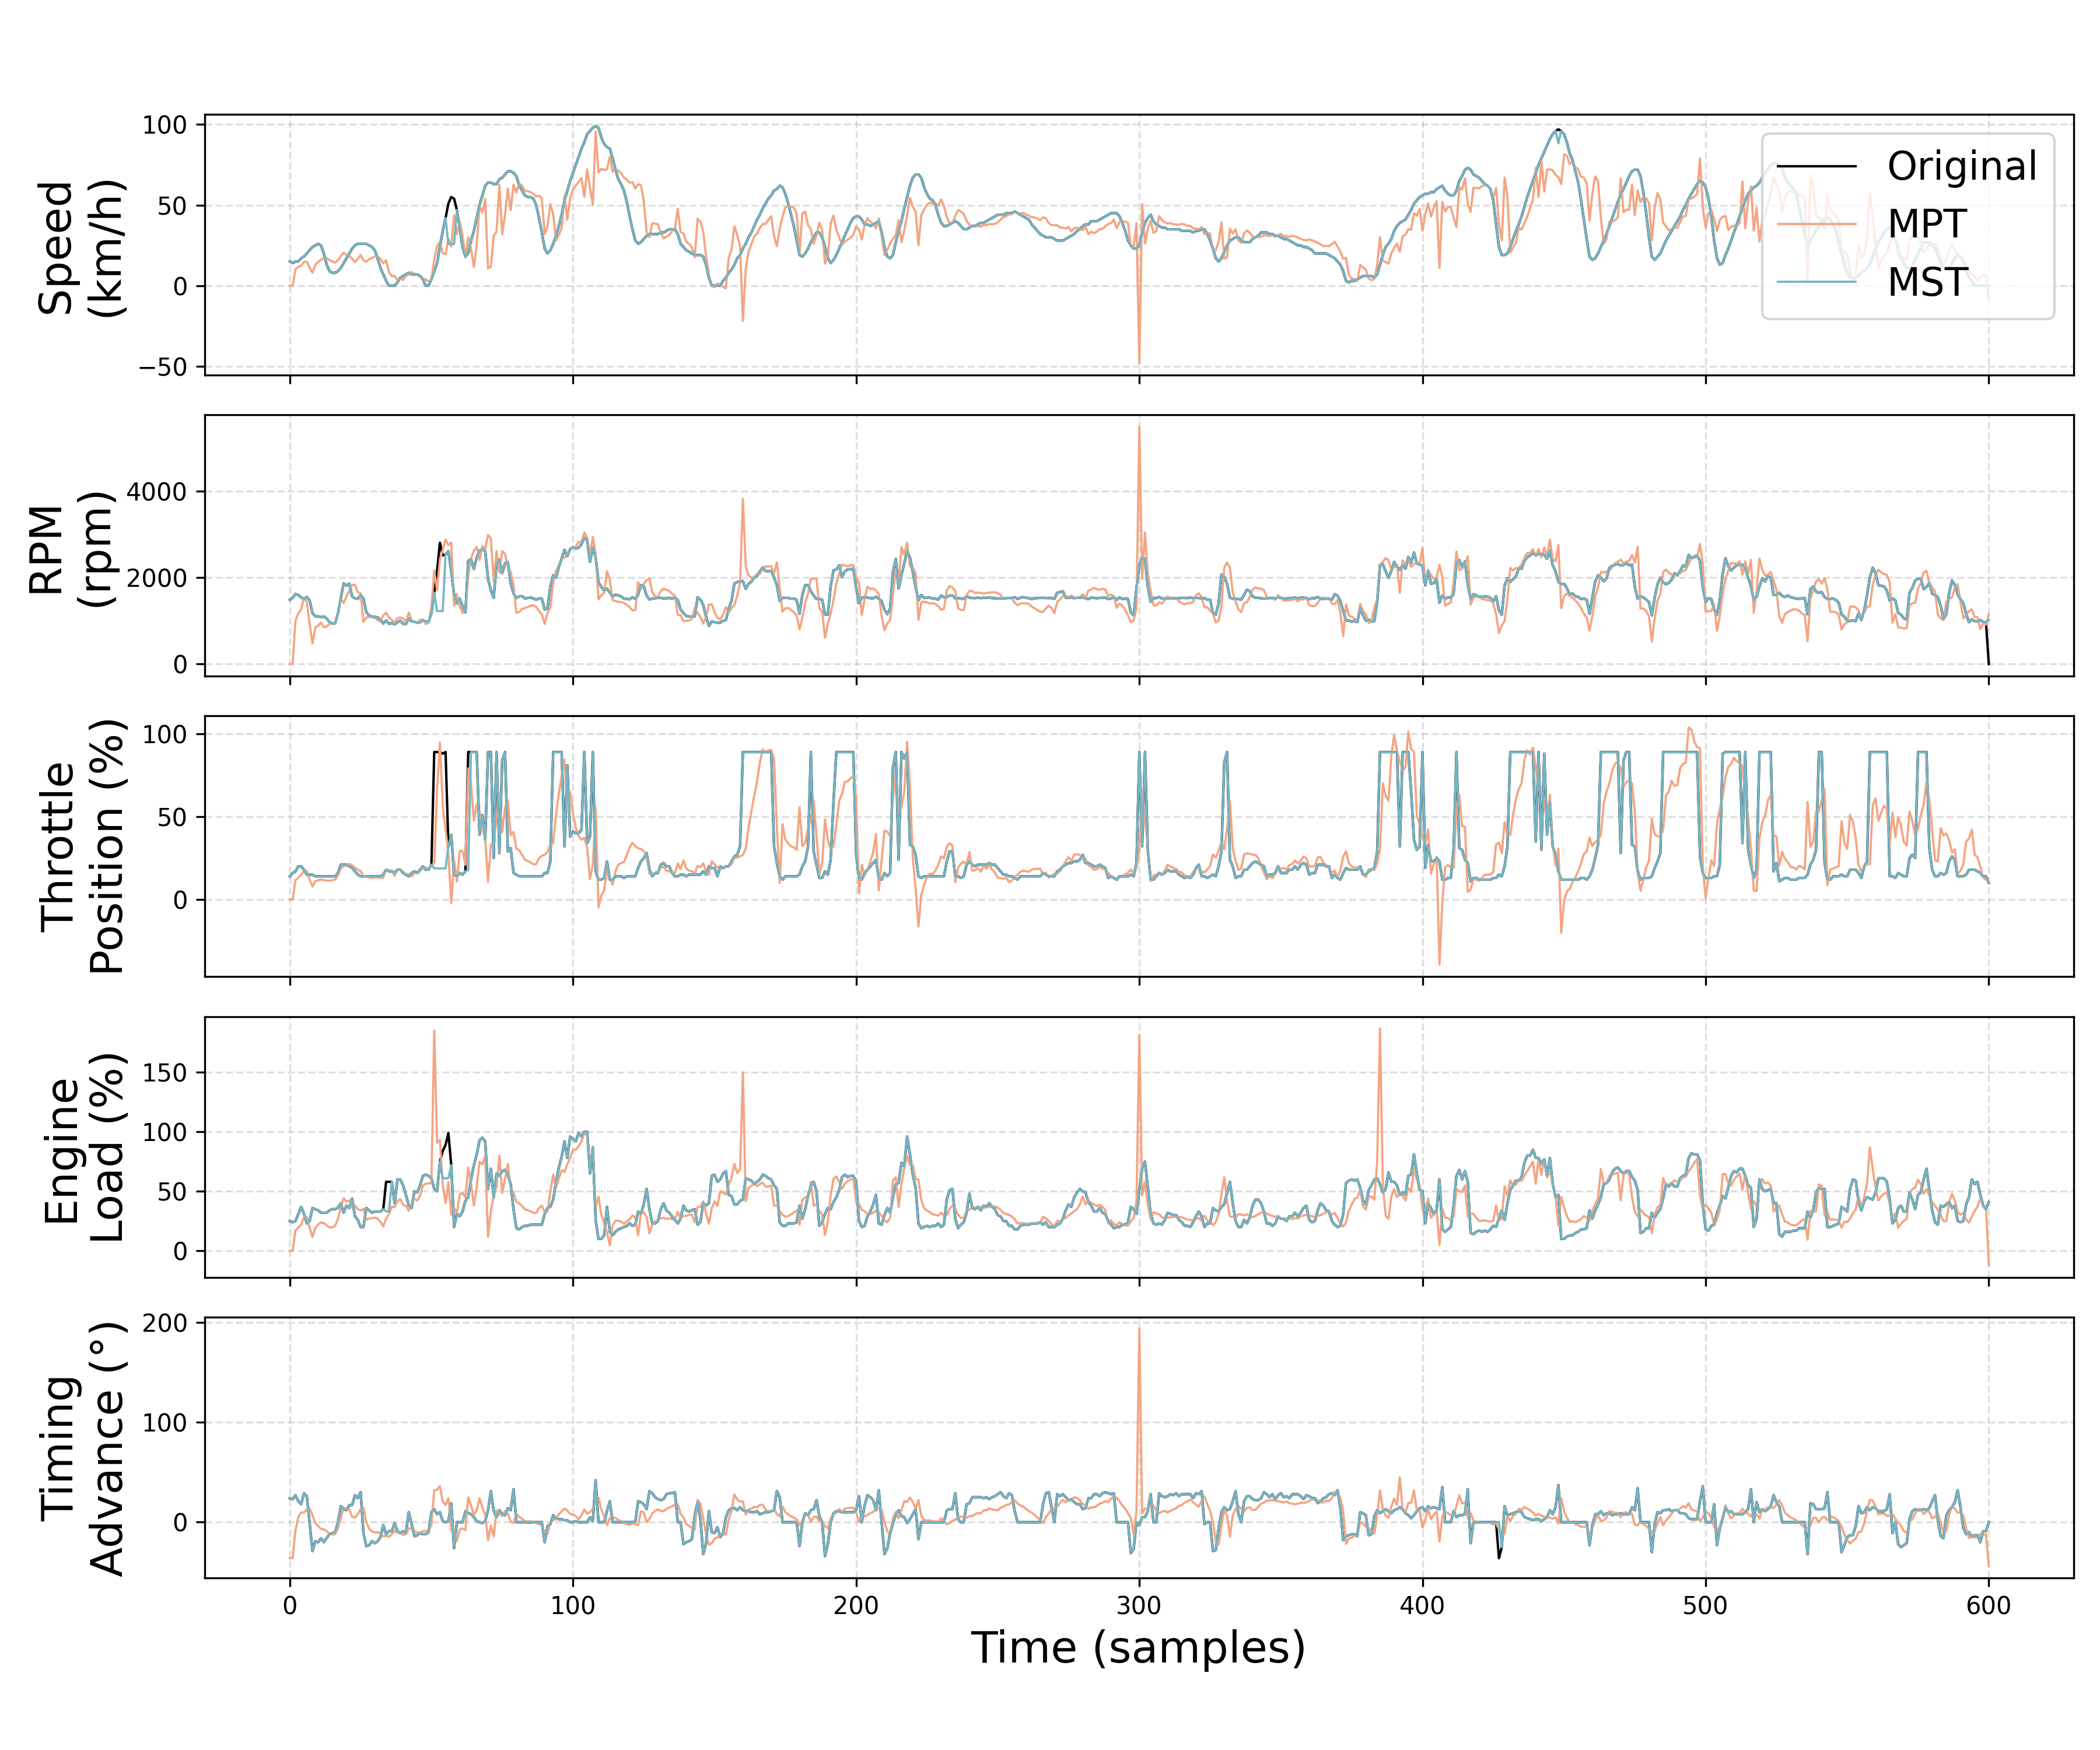 Speed
(km/h)
100
50
0
−50
Original
MPT
MST
RPM
(rpm)
4000
2000
0
Throttle
Position (%)
100
50
0
Engine
Load (%)
150
100
50
0
Timing
Advance (°)
200
100
0
0 100 200 300 400 500 600
Time (samples)